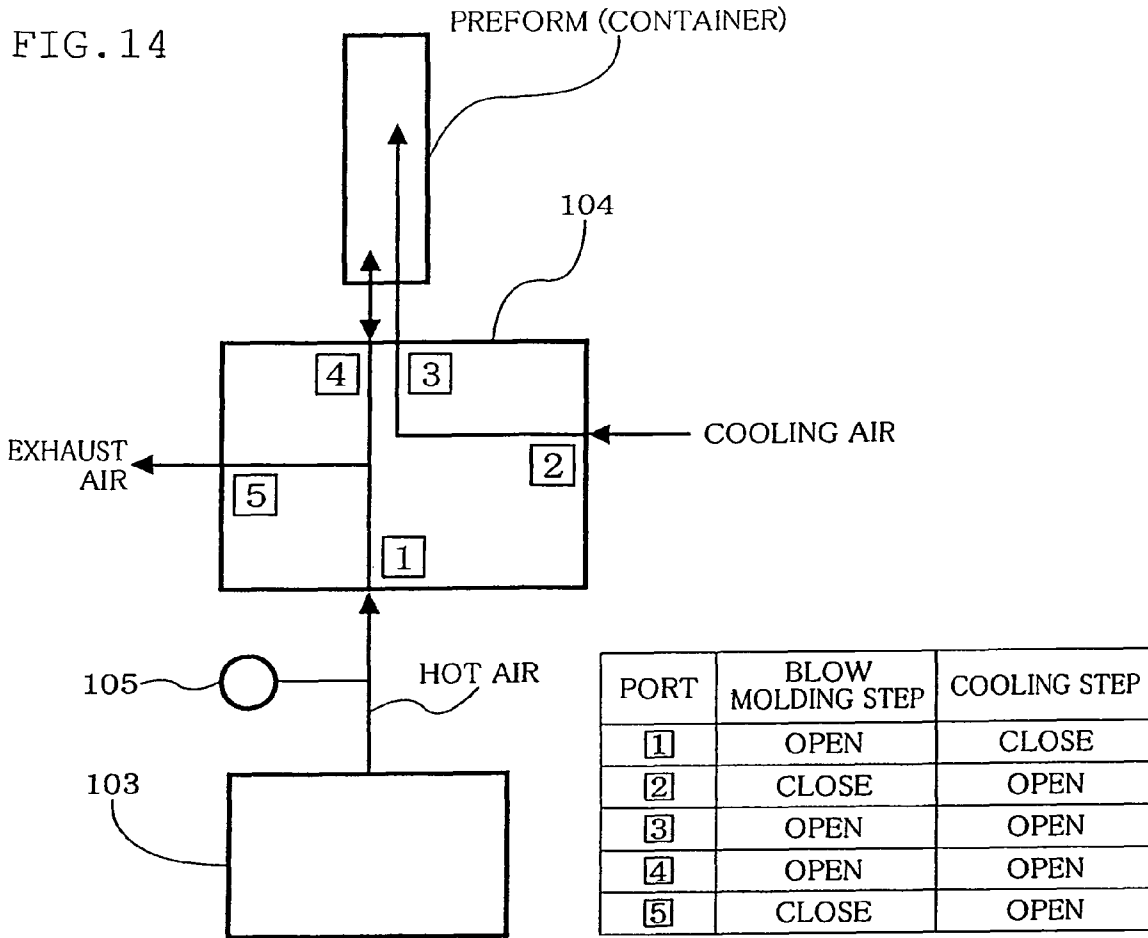 FIG.14
PREFORM (CONTAINER)
104
4
3
EXHAUST
AIR
5
2
COOLING AIR
1
105
HOT AIR
103
PORT BLOW MOLDING STEP COOLING STEP
1 OPEN CLOSE
2 CLOSE OPEN
3 OPEN OPEN
4 OPEN OPEN
5 CLOSE OPEN